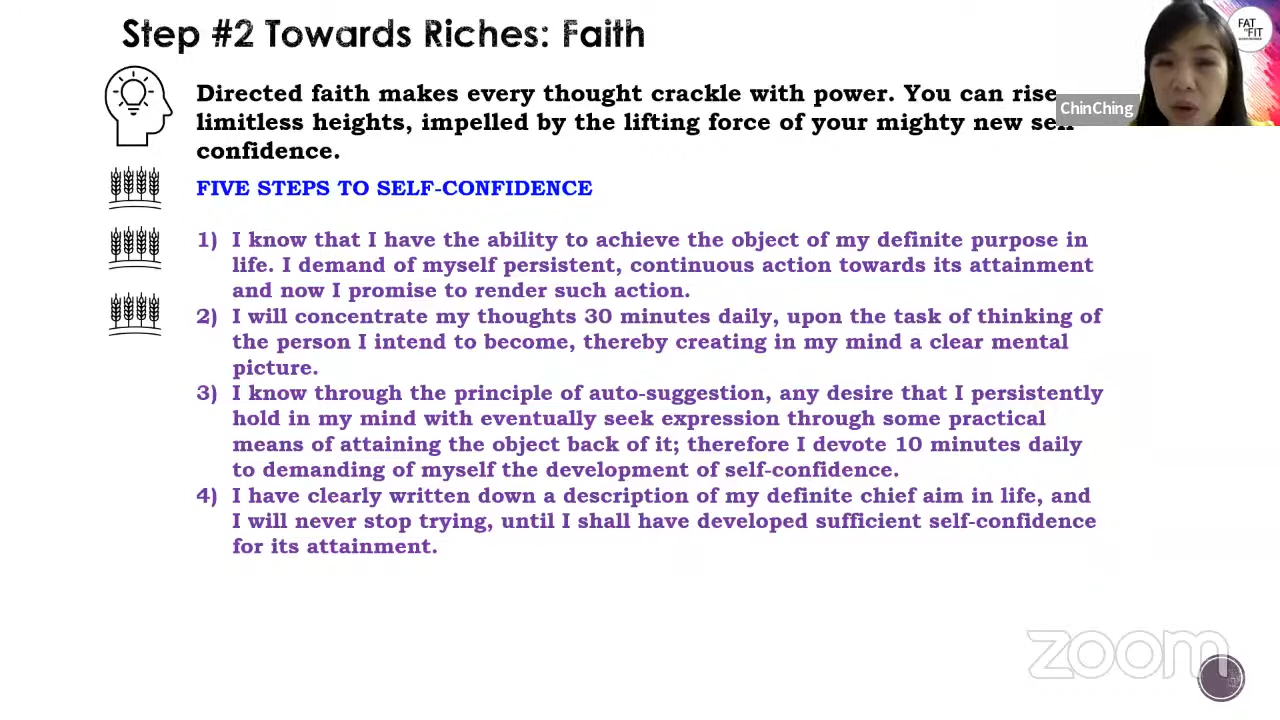 Step #2 Towards Riches: Faith
FAT
FIT
ChinChing
Directed faith makes every thought crackle with power. You can rise
limitless heights, impelled by the lifting force of your mighty new self
confidence.
FIVE STEPS TO SELF-CONFIDENCE
1) I know that I have the ability to achieve the object of my definite purpose in
life. I demand of myself persistent, continuous action towards its attainment
and now I promise to render such action.
2) I will concentrate my thoughts 30 minutes daily, upon the task of thinking of
the person I intend to become, thereby creating in my mind a clear mental
picture.
3) I know through the principle of auto-suggestion, any desire that I persistently
hold in my mind with eventually seek expression through some practical
means of attaining the object back of it; therefore I devote 10 minutes daily
to demanding of myself the development of self-confidence.
4) I have clearly written down a description of my definite chief aim in life, and
I will never stop trying, until I shall have developed sufficient self-confidence
for its attainment.
zoom